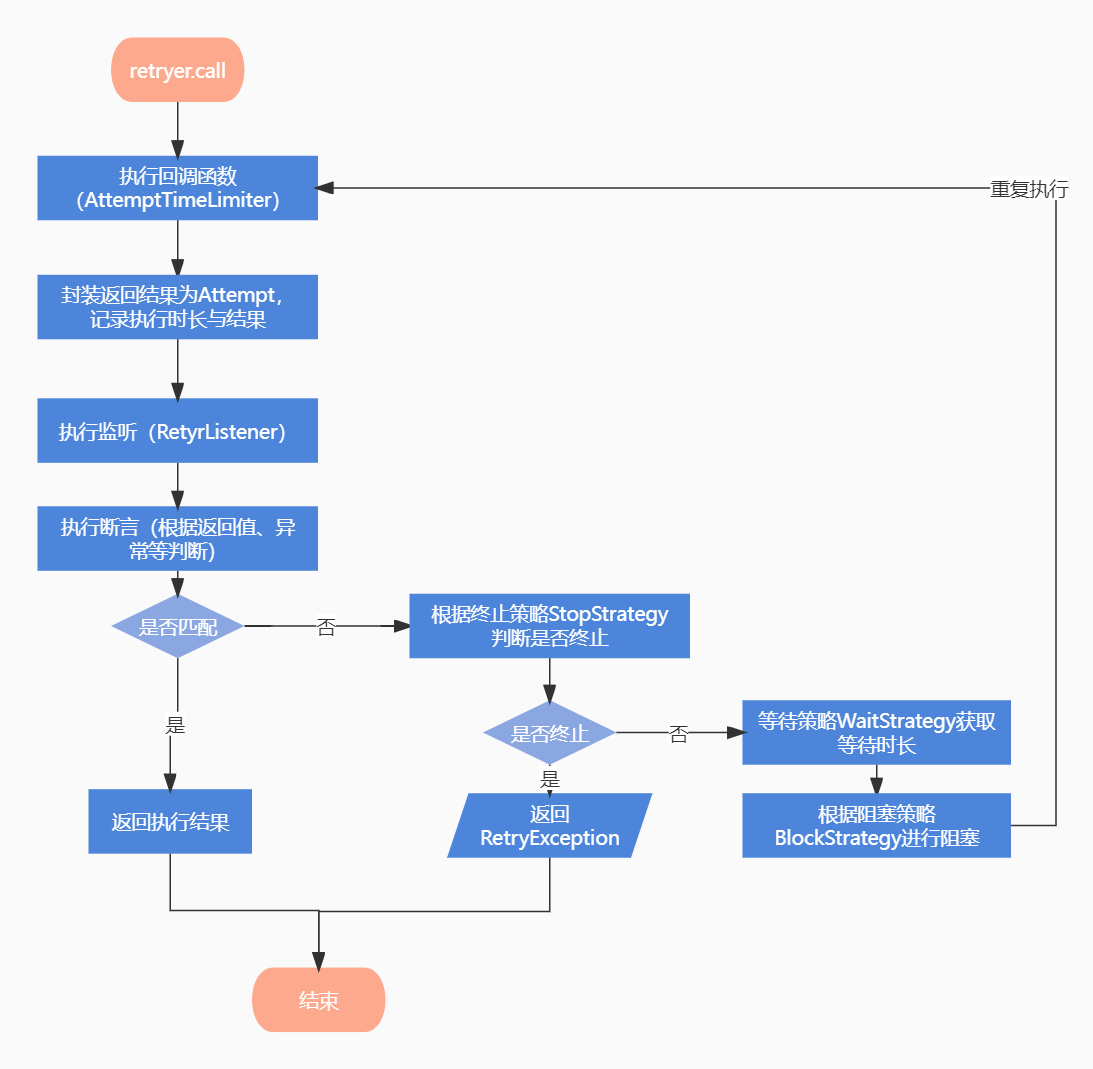 retryer.call
执行回调函数
（AttemptTimeLimiter）
重复执行
封装返回结果为Attempt，
记录执行时长与结果
执行监听（RetyrListener）
执行断言（根据返回值、异
常等判断）
是否匹配
否
根据终止策略StopStrategy
判断是否终止
是
是否终止
否
等待策略WaitStrategy获取
等待时长
是
返回执行结果
返回
RetryException
根据阻塞策略
BlockStrategy进行阻塞
结束